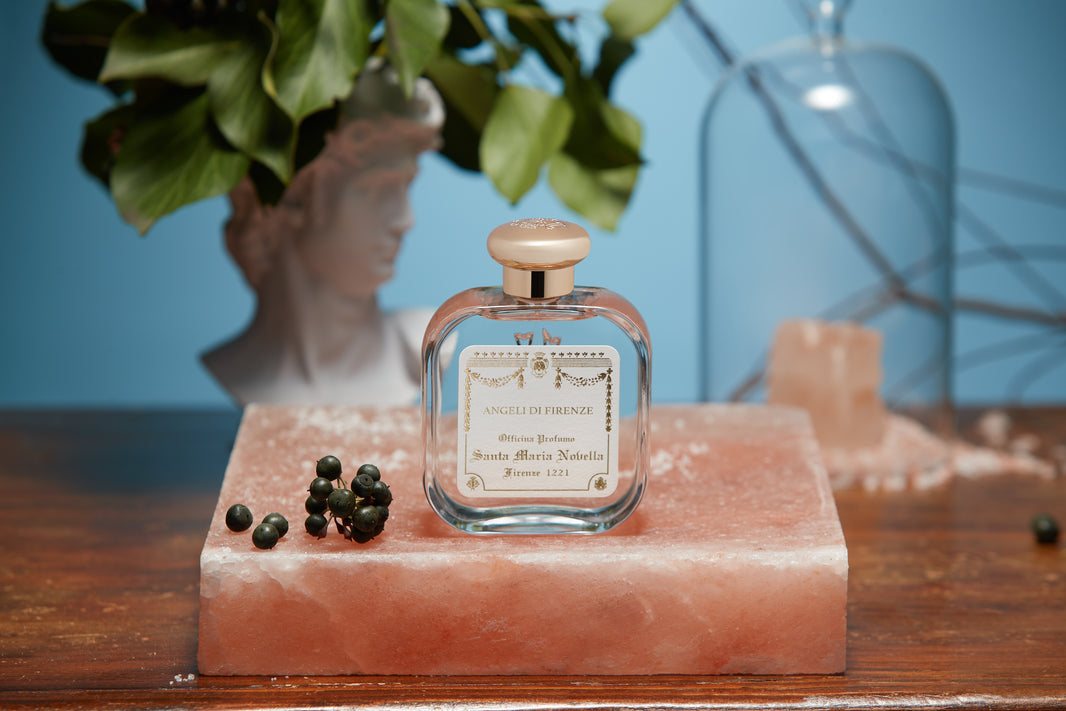 ANGELI DI FIRENZE
Officina Profumo
Santa Maria Novella
Firenze 1221